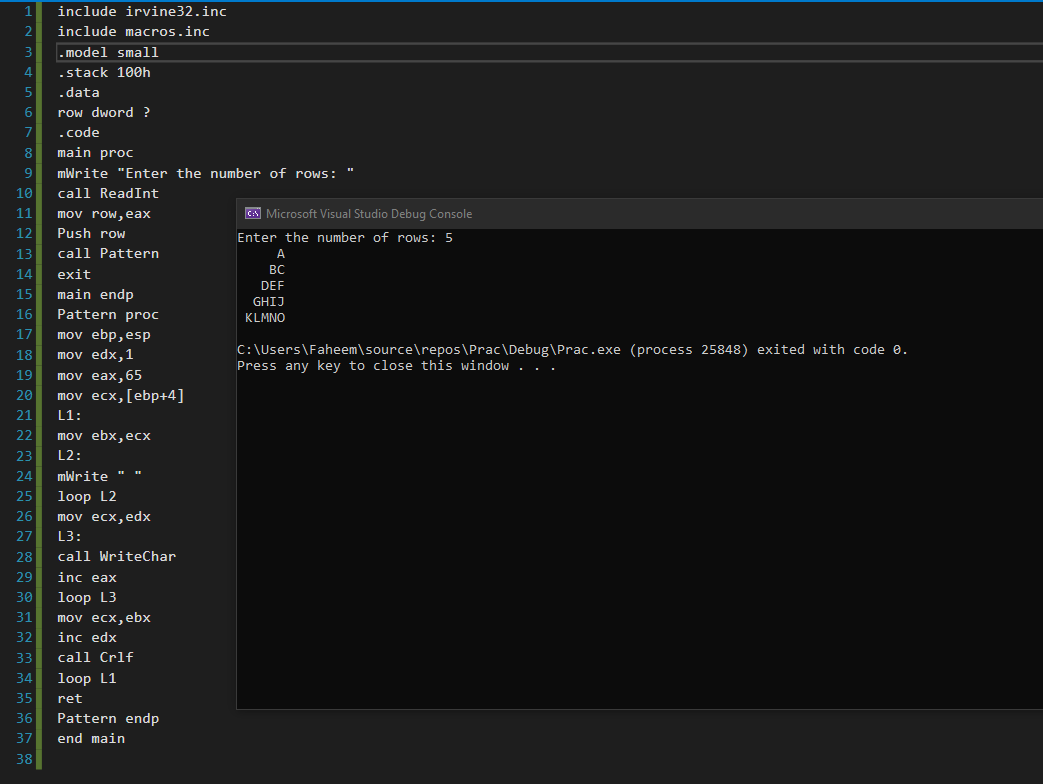 1 include irvine32.inc
2 include macros.inc
3 .model small
4 .stack 100h
5 .data
6 row dword ?
7 .code
8 main proc
9 mWrite "Enter the number of rows: "
10 call ReadInt
11 mov row,eax
12 Push row
13 call Pattern
14 exit
15 main endp
16 Pattern proc
17 mov ebp,esp
18 mov edx,1
19 mov eax,65
20 mov ecx,[ebp+4]
21 L1:
22 mov ebx,ecx
23 L2:
24 mWrite " "
25 loop L2
26 mov ecx,edx
27 L3:
28 call WriteChar
29 inc eax
30 loop L3
31 mov ecx,ebx
32 inc edx
33 call Crlf
34 loop L1
35 ret
36 Pattern endp
37 end main
38
C:\ Microsoft Visual Studio Debug Console
Enter the number of rows: 5
     A
    BC
   DEF
  GHIJ
 KLMNO
C:\Users\Faheem\source\repos\Prac\Debug\Prac.exe (process 25848) exited with code 0.
Press any key to close this window . . .